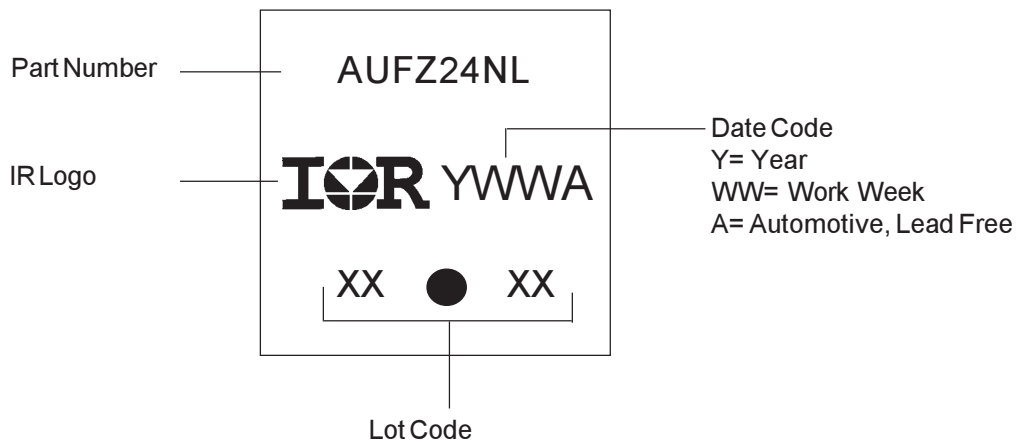 Part Number
AUFZ24NL
IR Logo
IOR YWWA
Date Code
Y= Year
WW= Work Week
A= Automotive, Lead Free
XX XX
Lot Code